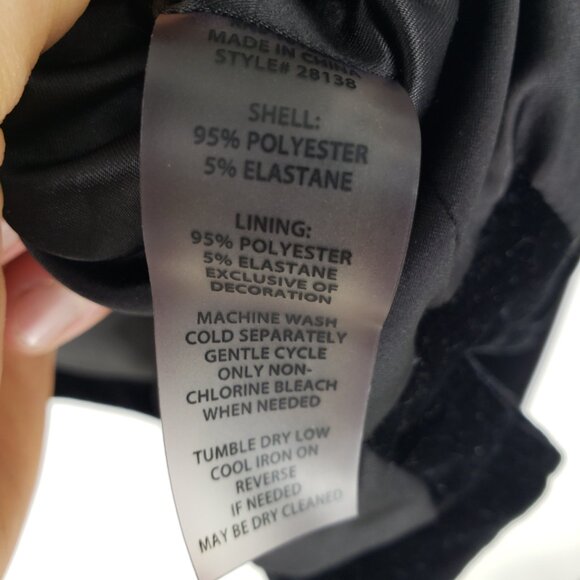 MADE IN CHINA
STYLE# 28138
SHELL:
95% POLYESTER
5% ELASTANE
LINING:
95% POLYESTER
5% ELASTANE
EXCLUSIVE OF
DECORATION
MACHINE WASH
COLD SEPARATELY
GENTLE CYCLE
ONLY NON-
CHLORINE BLEACH
WHEN NEEDED
TUMBLE DRY LOW
COOL IRON ON
REVERSE
IF NEEDED
MAY BE DRY CLEANED